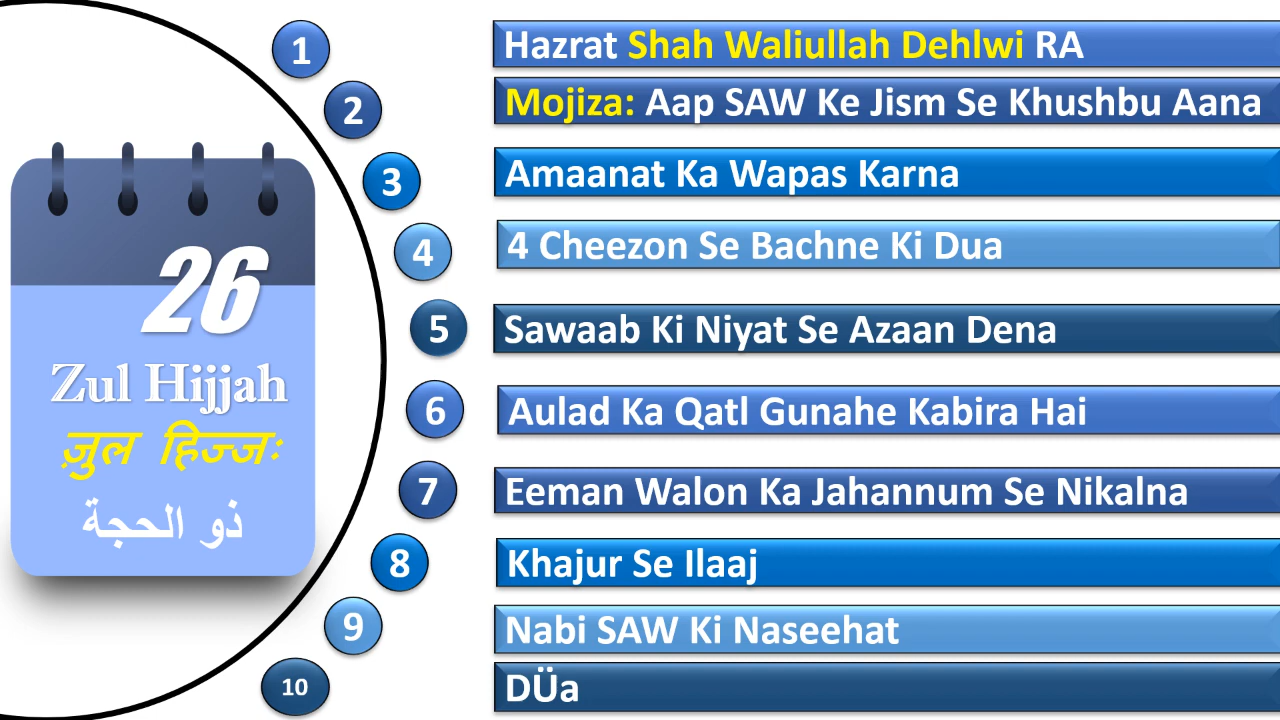 26
Zul Hijjah
ज़ुल हिज्जः
ذو الحجة
1 Hazrat Shah Waliullah Dehlwi RA
2 Mojiza: Aap SAW Ke Jism Se Khushbu Aana
3 Amaanat Ka Wapas Karna
4 4 Cheezon Se Bachne Ki Dua
5 Sawaab Ki Niyat Se Azaan Dena
6 Aulad Ka Qatl Gunahe Kabira Hai
7 Eeman Walon Ka Jahannum Se Nikalna
8 Khajur Se Ilaaj
9 Nabi SAW Ki Naseehat
10 DÜa